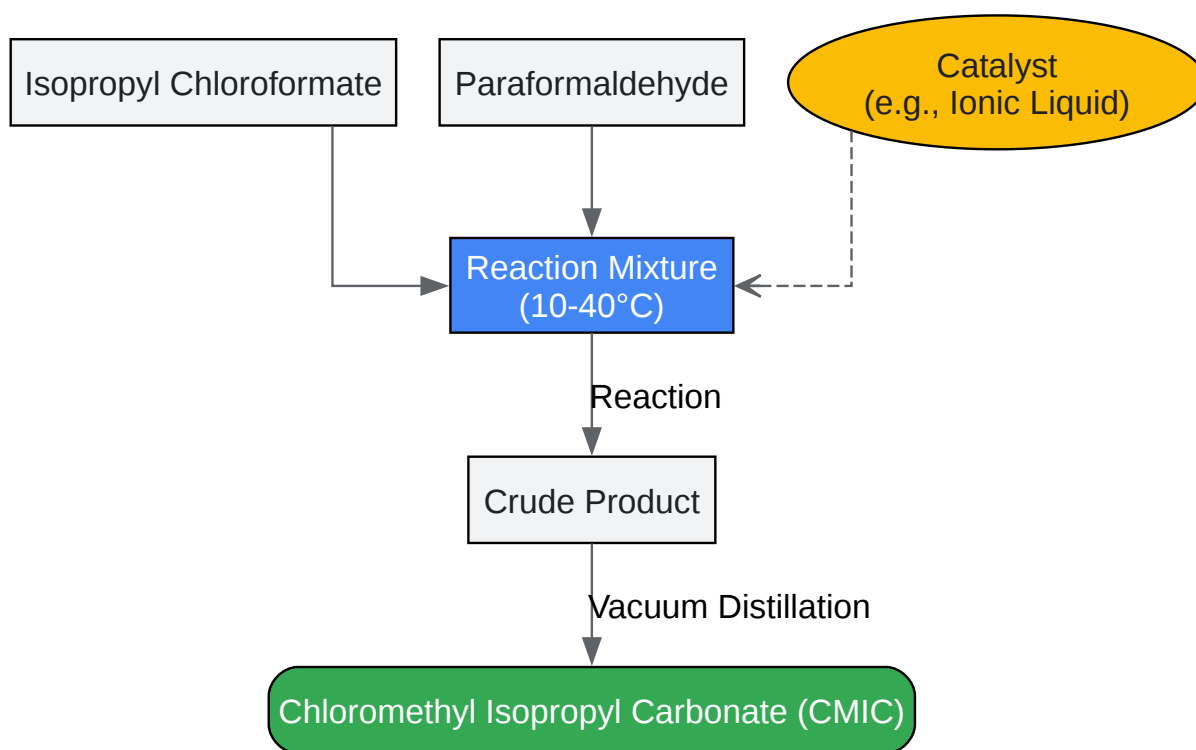 Isopropyl Chloroformate
Paraformaldehyde
Catalyst
(e.g., Ionic Liquid)
Reaction Mixture
(10-40°C)
Reaction
Crude Product
Vacuum Distillation
Chloromethyl Isopropyl Carbonate (CMIC)